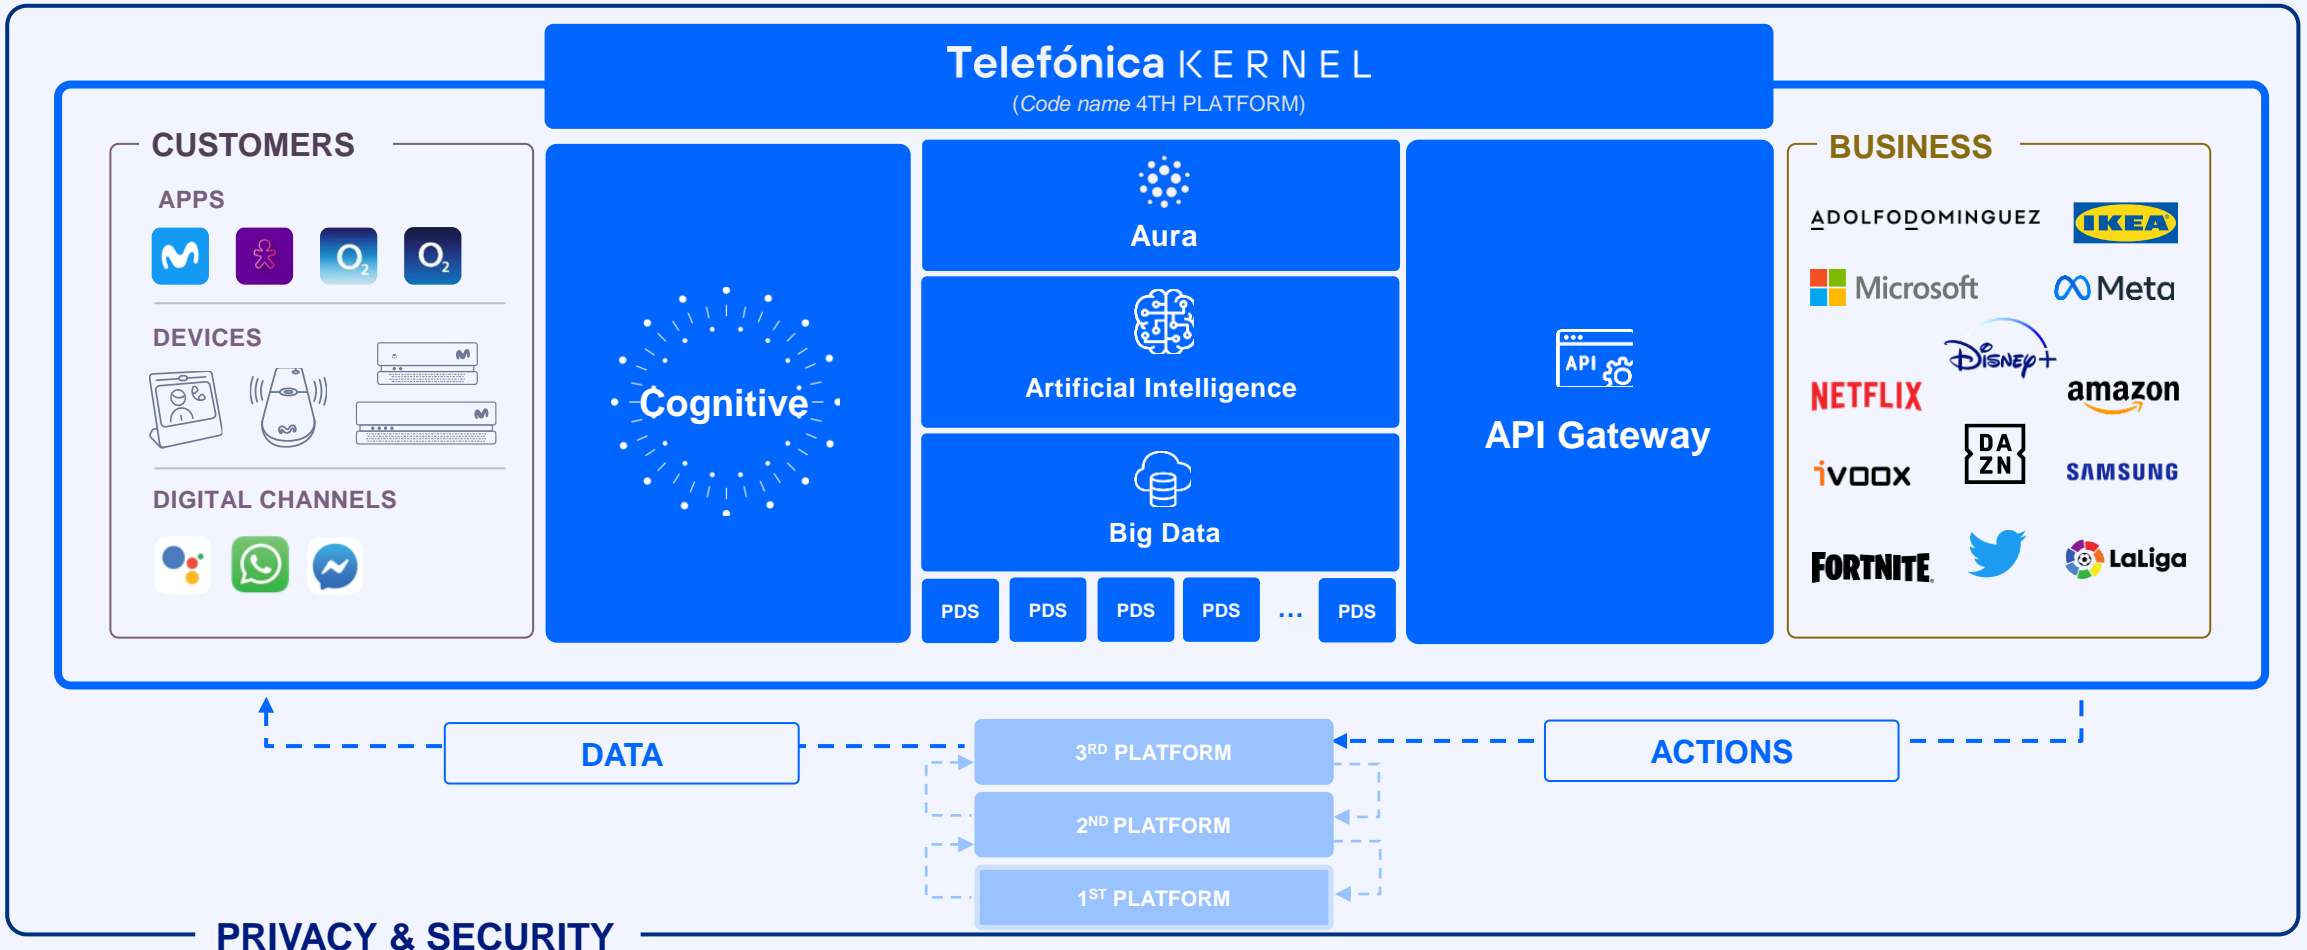 Telefónica KERNEL
(Code name 4TH PLATFORM)
CUSTOMERS
APPS
O2
O2
DEVICES
DIGITAL CHANNELS
Cognitive
Aura
Artificial Intelligence
Big Data
PDS
PDS
PDS
PDS
...
PDS
API
API Gateway
BUSINESS
ADOLFODOMINGUEZ
IKEA
Microsoft
Meta
Disney+
NETFLIX
amazon
DA
ZN
ivoox
SAMSUNG
FORTNITE
LaLiga
DATA
3RD PLATFORM
ACTIONS
2ND PLATFORM
1ST PLATFORM
PRIVACY & SECURITY